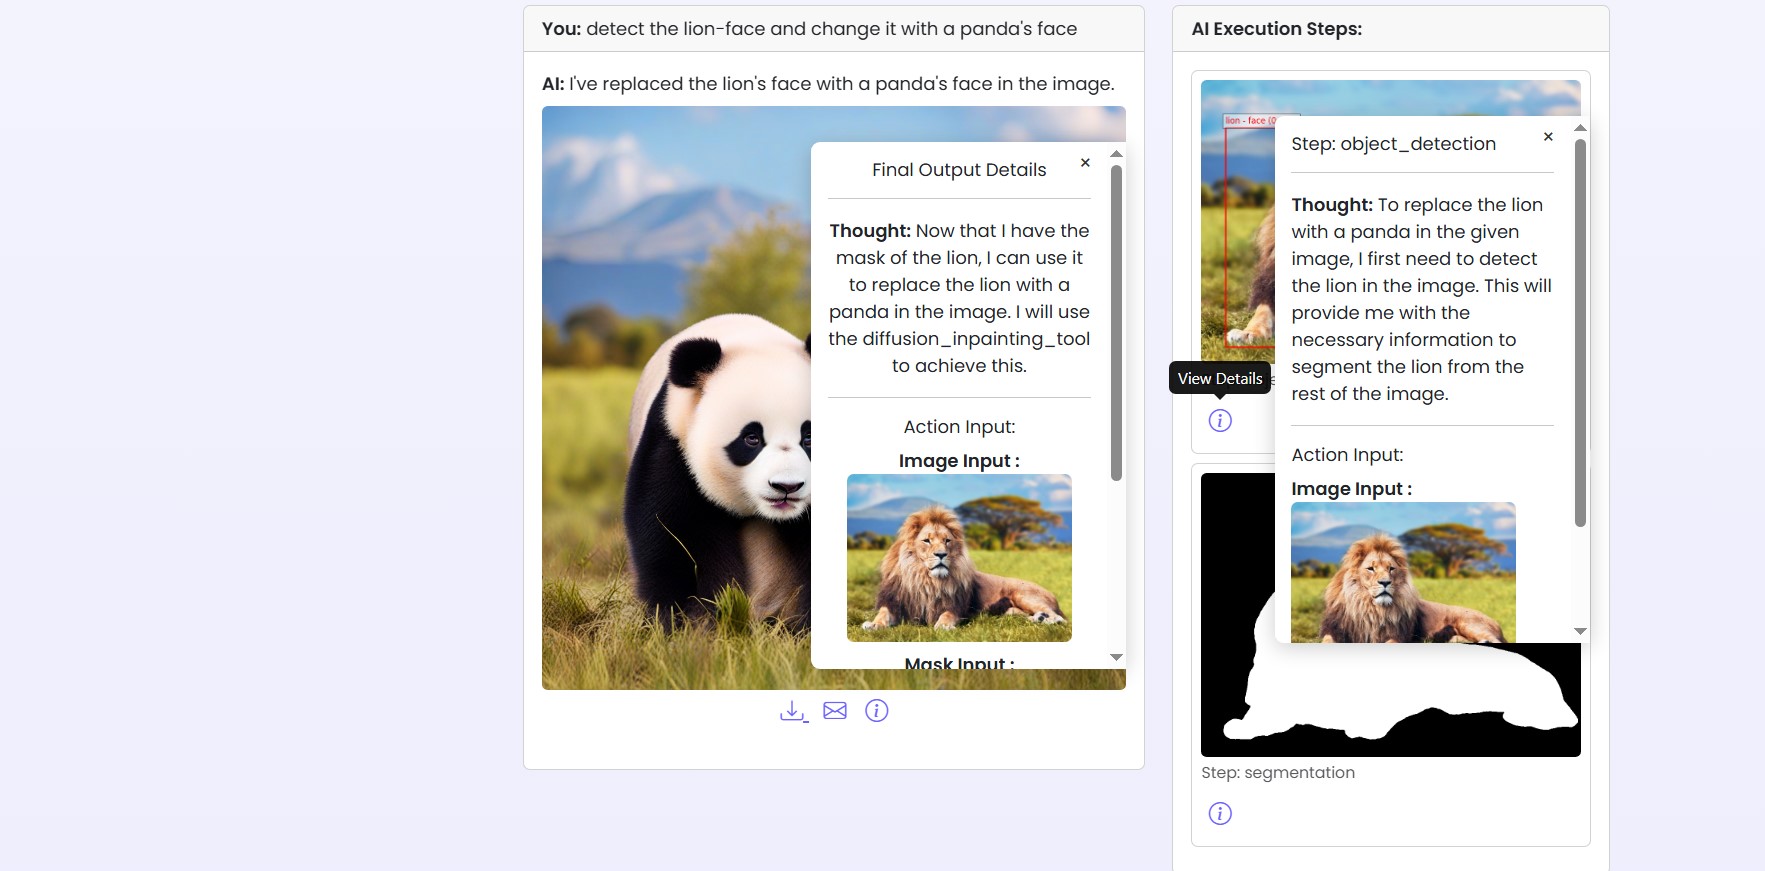 You: detect the lion-face and change it with a panda's face
AI: I've replaced the lion's face with a panda's face in the image.
Final Output Details
×
Thought: Now that I have the
mask of the lion, I can use it
to replace the lion with a
panda in the image. I will use
the diffusion_inpainting_tool
to achieve this.
Action Input:
Image Input :
Mask Input :
AI Execution Steps:
lion - face (0
Step: object_detection
×
Thought: To replace the lion
with a panda in the given
image, I first need to detect
the lion in the image. This will
provide me with the
necessary information to
segment the lion from the
rest of the image.
Action Input:
Image Input :
View Details
Step: segmentation